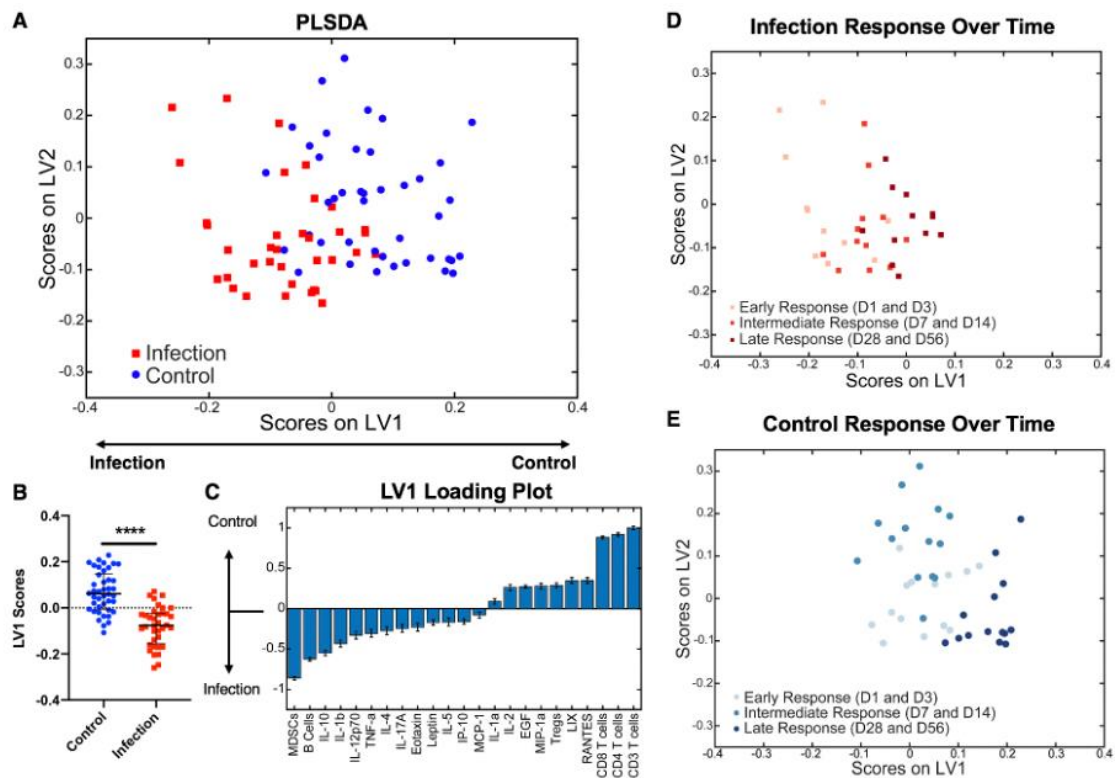 A
PLSDA
0.3
0.2
0.1
0
-0.1
-0.2
-0.3
Scores on LV2
Infection
Control
-0.4
-0.2
0
0.2
0.4
Scores on LV1
Infection
Control
B
0.4
0.2
0.0
-0.2
-0.4
LV1 Scores
****
Control
Infection
C
LV1 Loading Plot
Control
Infection
1
0.5
0
-0.5
-1
MDSCs
B Cells
IL-10
IL-1b
IL-12p70
TNF-a
IL-4
IL-17A
Eotaxin
Leptin
IL-5
IP-10
MCP-1
IL-1a
IL-2
EGF
MIP-1a
Tregs
LIX
RANTES
CD8 T cells
CD4 T cells
CD3 T cells
D
Infection Response Over Time
0.3
0.2
0.1
0
-0.1
-0.2
-0.3
Scores on LV2
Early Response (D1 and D3)
Intermediate Response (D7 and D14)
Late Response (D28 and D56)
-0.4
-0.3
-0.2
-0.1
0
0.1
0.2
0.3
0.4
Scores on LV1
E
Control Response Over Time
0.3
0.2
0.1
0
-0.1
-0.2
-0.3
Scores on LV2
Early Response (D1 and D3)
Intermediate Response (D7 and D14)
Late Response (D28 and D56)
-0.4
-0.3
-0.2
-0.1
0
0.1
0.2
0.3
0.4
Scores on LV1